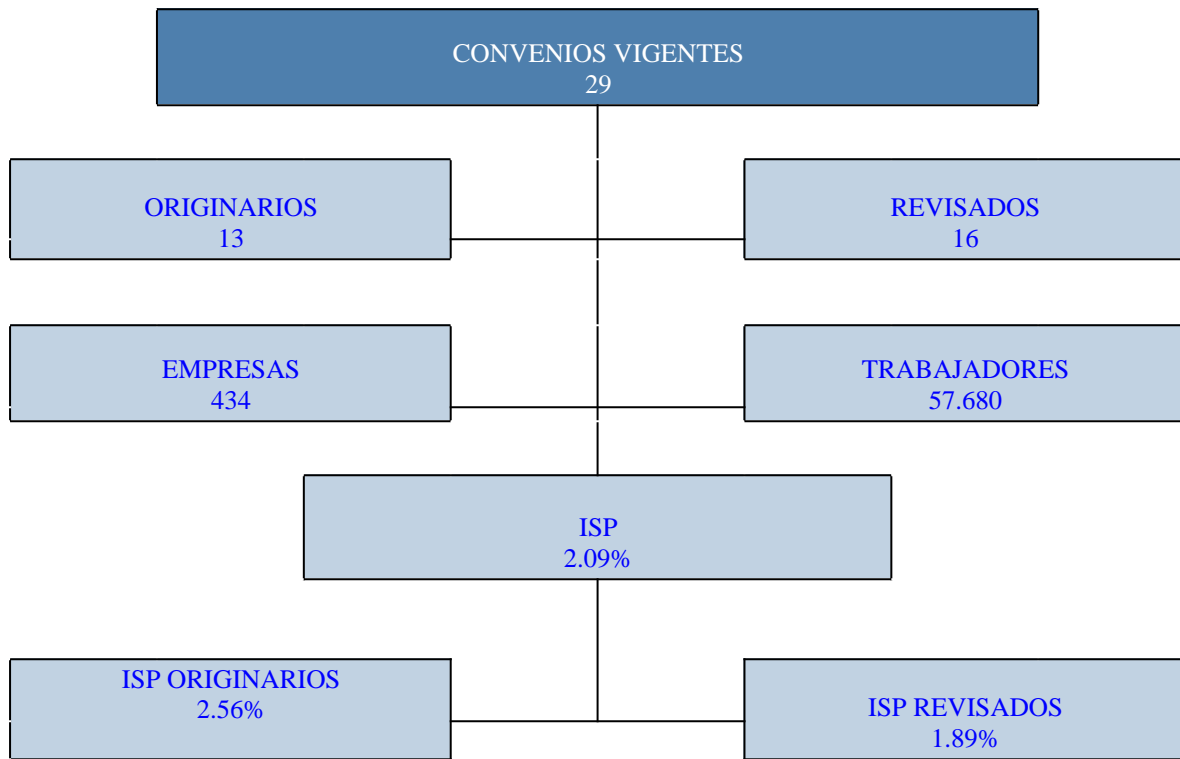 CONVENIOS VIGENTES
29
ORIGINARIOS
13
REVISADOS
16
EMPRESAS
434
TRABAJADORES
57.680
ISP
2.09%
ISP ORIGINARIOS
2.56%
ISP REVISADOS
1.89%